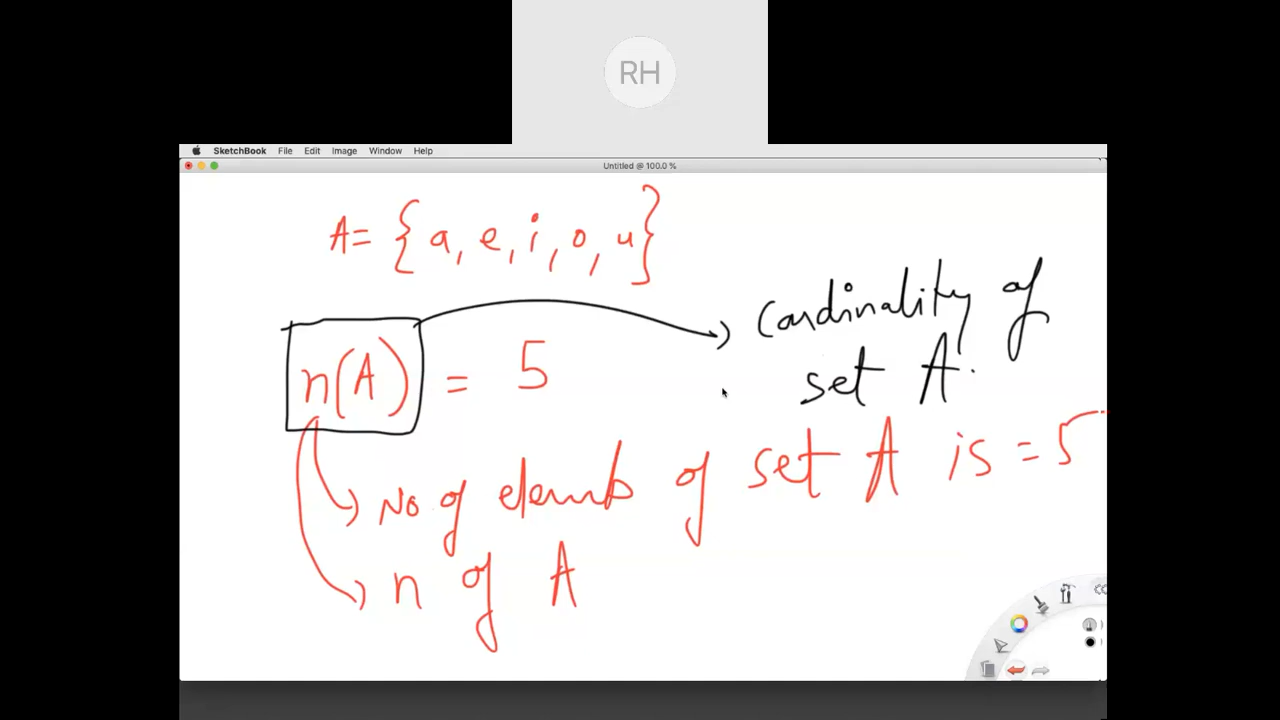 RH
SketchBook File Edit Image Window Help
Untitled @ 100.0 %
A= {a, e, i, o, u}
n(A) = 5
Cardinality of
set A.
No of elements of set A is = 5
n of A